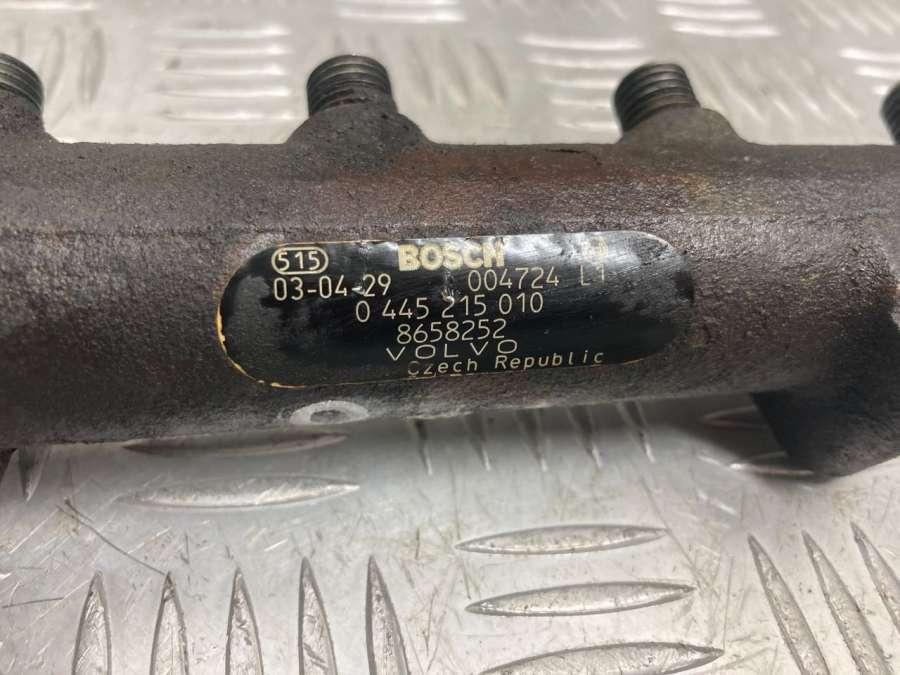 515 BOSCH
03-04-29 004724 L1
0 445 215 010
8658252
VOLVO
Czech Republic